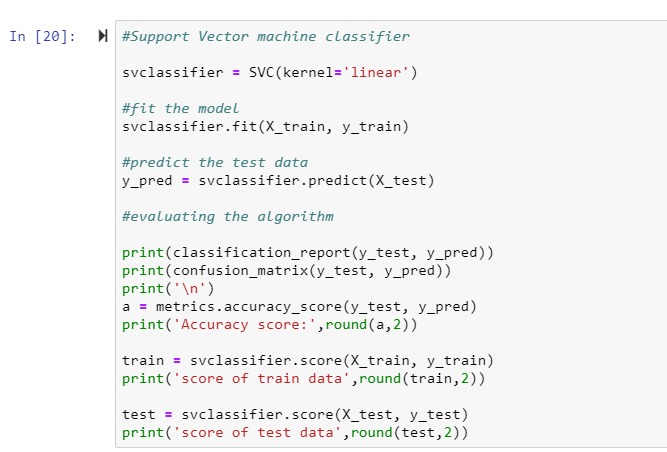 In [20]:
#Support Vector machine classifier
svclassifier = SVC(kernel='linear')
#fit the model
svclassifier.fit(X_train, y_train)
#predict the test data
y_pred = svclassifier.predict(X_test)
#evaluating the algorithm
print(classification_report(y_test, y_pred))
print(confusion_matrix(y_test, y_pred))
print('\n')
a = metrics.accuracy_score(y_test, y_pred)
print('Accuracy score:',round(a,2))
train = svclassifier.score(X_train, y_train)
print('score of train data',round(train,2))
test = svclassifier.score(X_test, y_test)
print('score of test data',round(test,2))